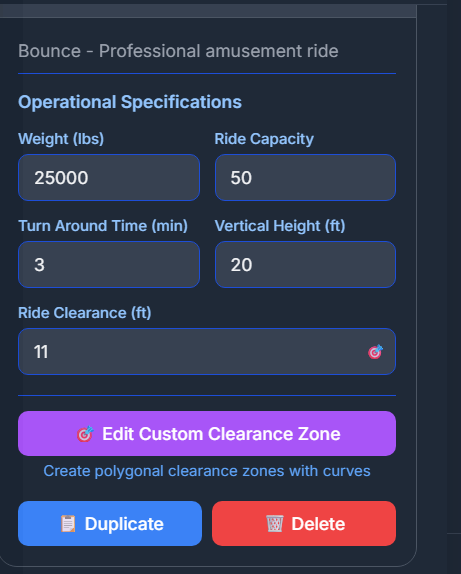 Bounce - Professional amusement ride
Operational Specifications
Weight (lbs) Ride Capacity
25000 50
Turn Around Time (min) Vertical Height (ft)
3 20
Ride Clearance (ft)
11
Edit Custom Clearance Zone
Create polygonal clearance zones with curves
Duplicate Delete